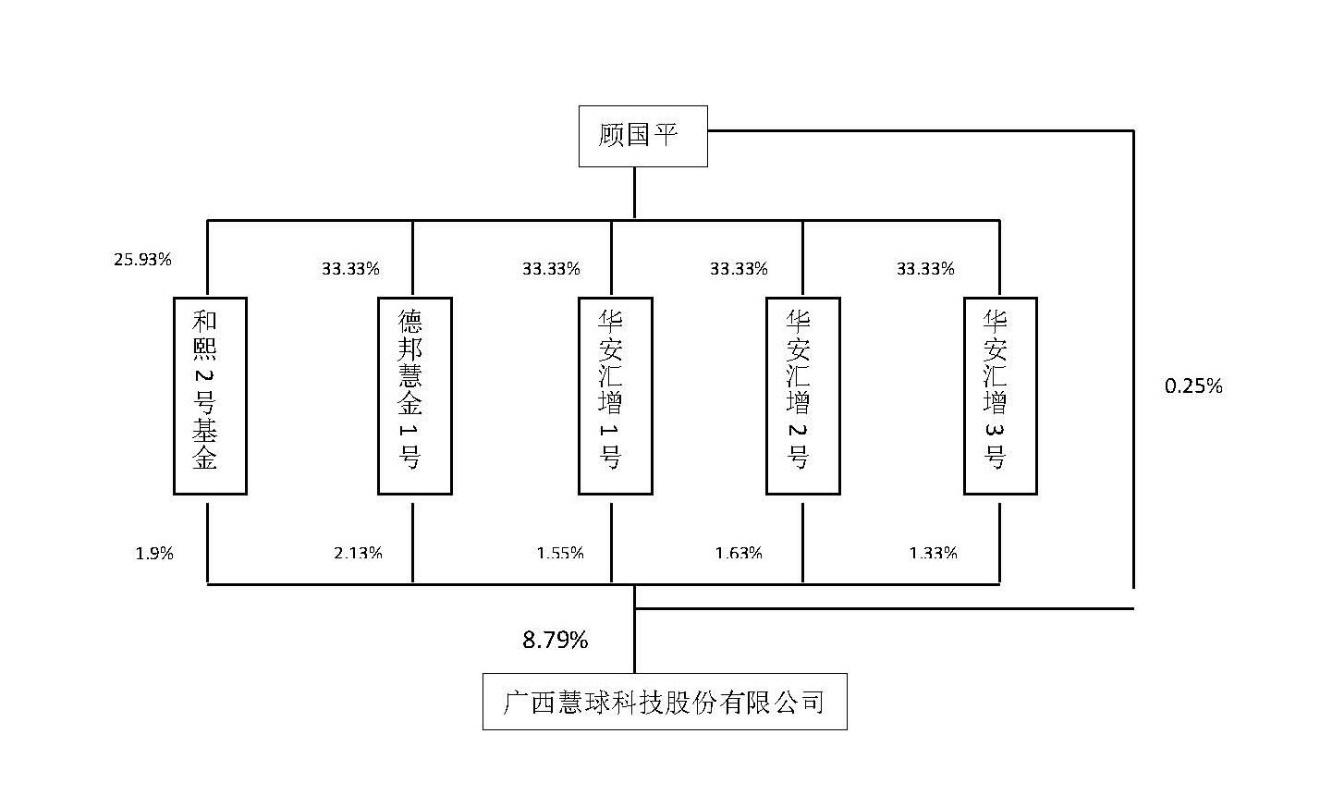 顾国平
25.93%
33.33%
33.33%
33.33%
33.33%
和熙2号基金
德邦慧金1号
华安汇增1号
华安汇增2号
华安汇增3号
0.25%
1.9%
2.13%
1.55%
1.63%
1.33%
8.79%
广西慧球科技股份有限公司